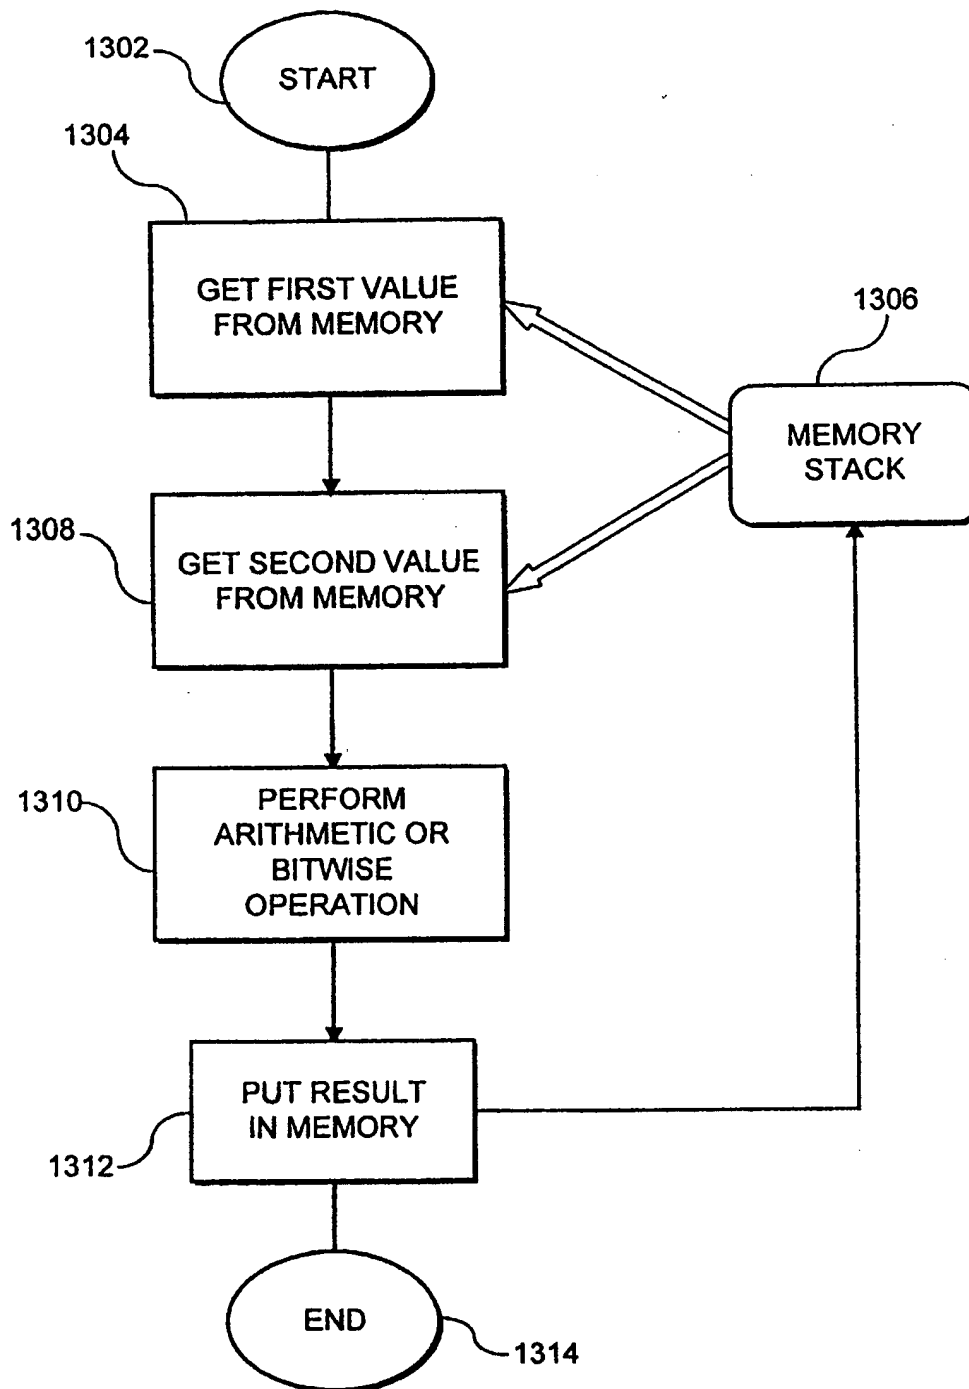 1302
START
1304
GET FIRST VALUE
FROM MEMORY
1306
MEMORY
STACK
1308
GET SECOND VALUE
FROM MEMORY
1310
PERFORM
ARITHMETIC OR
BITWISE
OPERATION
PUT RESULT
IN MEMORY
1312
END
1314